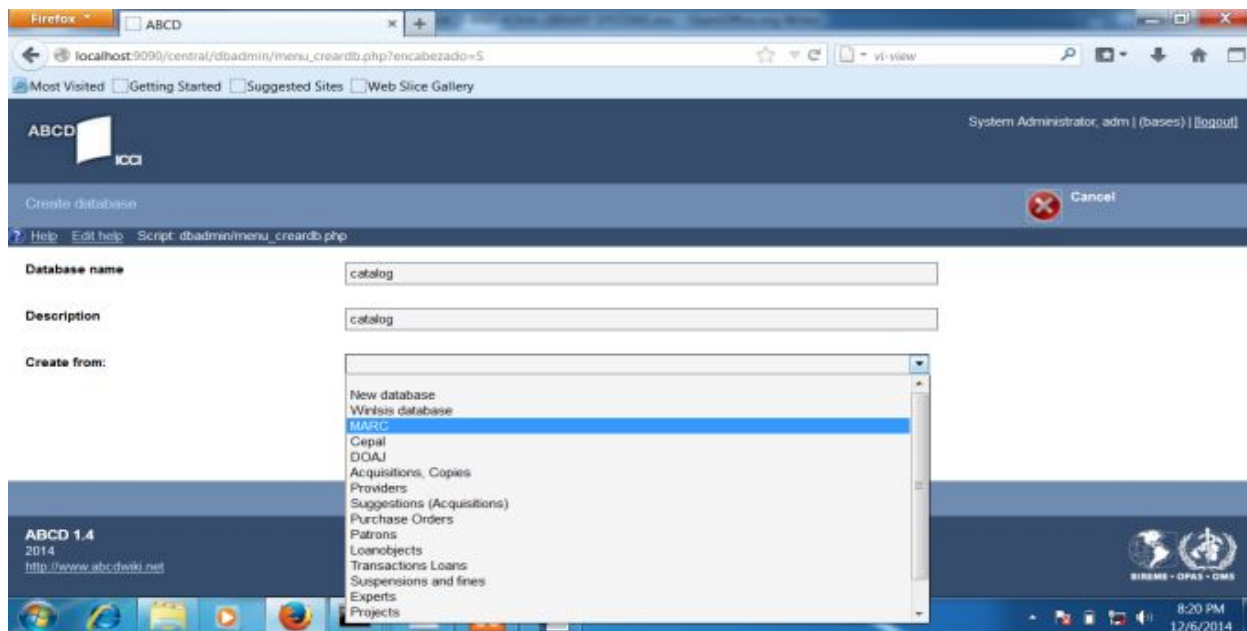 Firefox
ABCD
localhost:9090/central/dbadmin/menu_creardb.php?encabezado=S
vi-view
Most Visited Getting Started Suggested Sites Web Slice Gallery
ABCD
ICCI
System Administrator, adm | (bases) | [logout]
Create database
Cancel
Help Edit help Script: dbadmin/menu_creardb.php
Database name
catalog
Description
catalog
Create from:
New database
WinIsis database
MARC
Cepal
DOAJ
Acquisitions, Copies
Providers
Suggestions (Acquisitions)
Purchase Orders
Patrons
Loanobjects
Transactions Loans
Suspensions and fines
Experts
Projects
ABCD 1.4
2014
http://www.abcdwiki.net
BIREME - OPAS - OMS
8:20 PM
12/6/2014